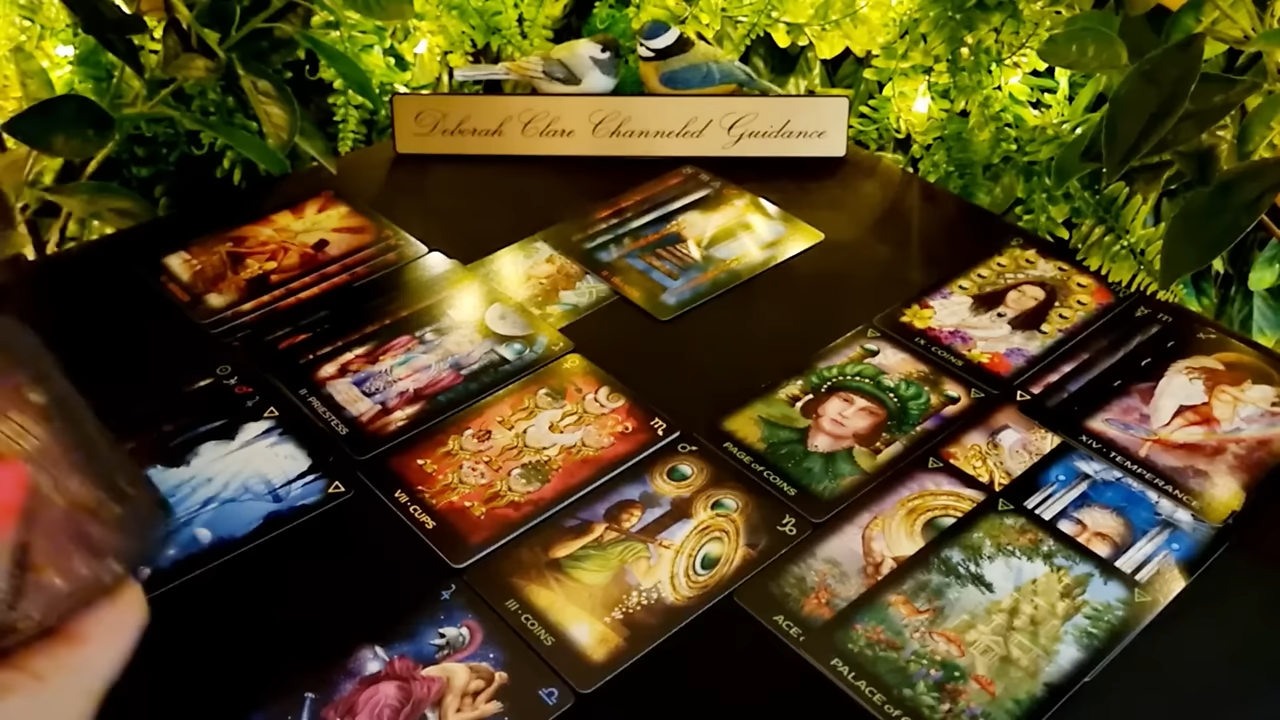 Deborah Clare Channeled Guidance
IX · COINS
II · PRIESTESS
PAGE of COINS
XIV · TEMPERANCE
VII · CUPS
III · COINS
ACE
PALACE of